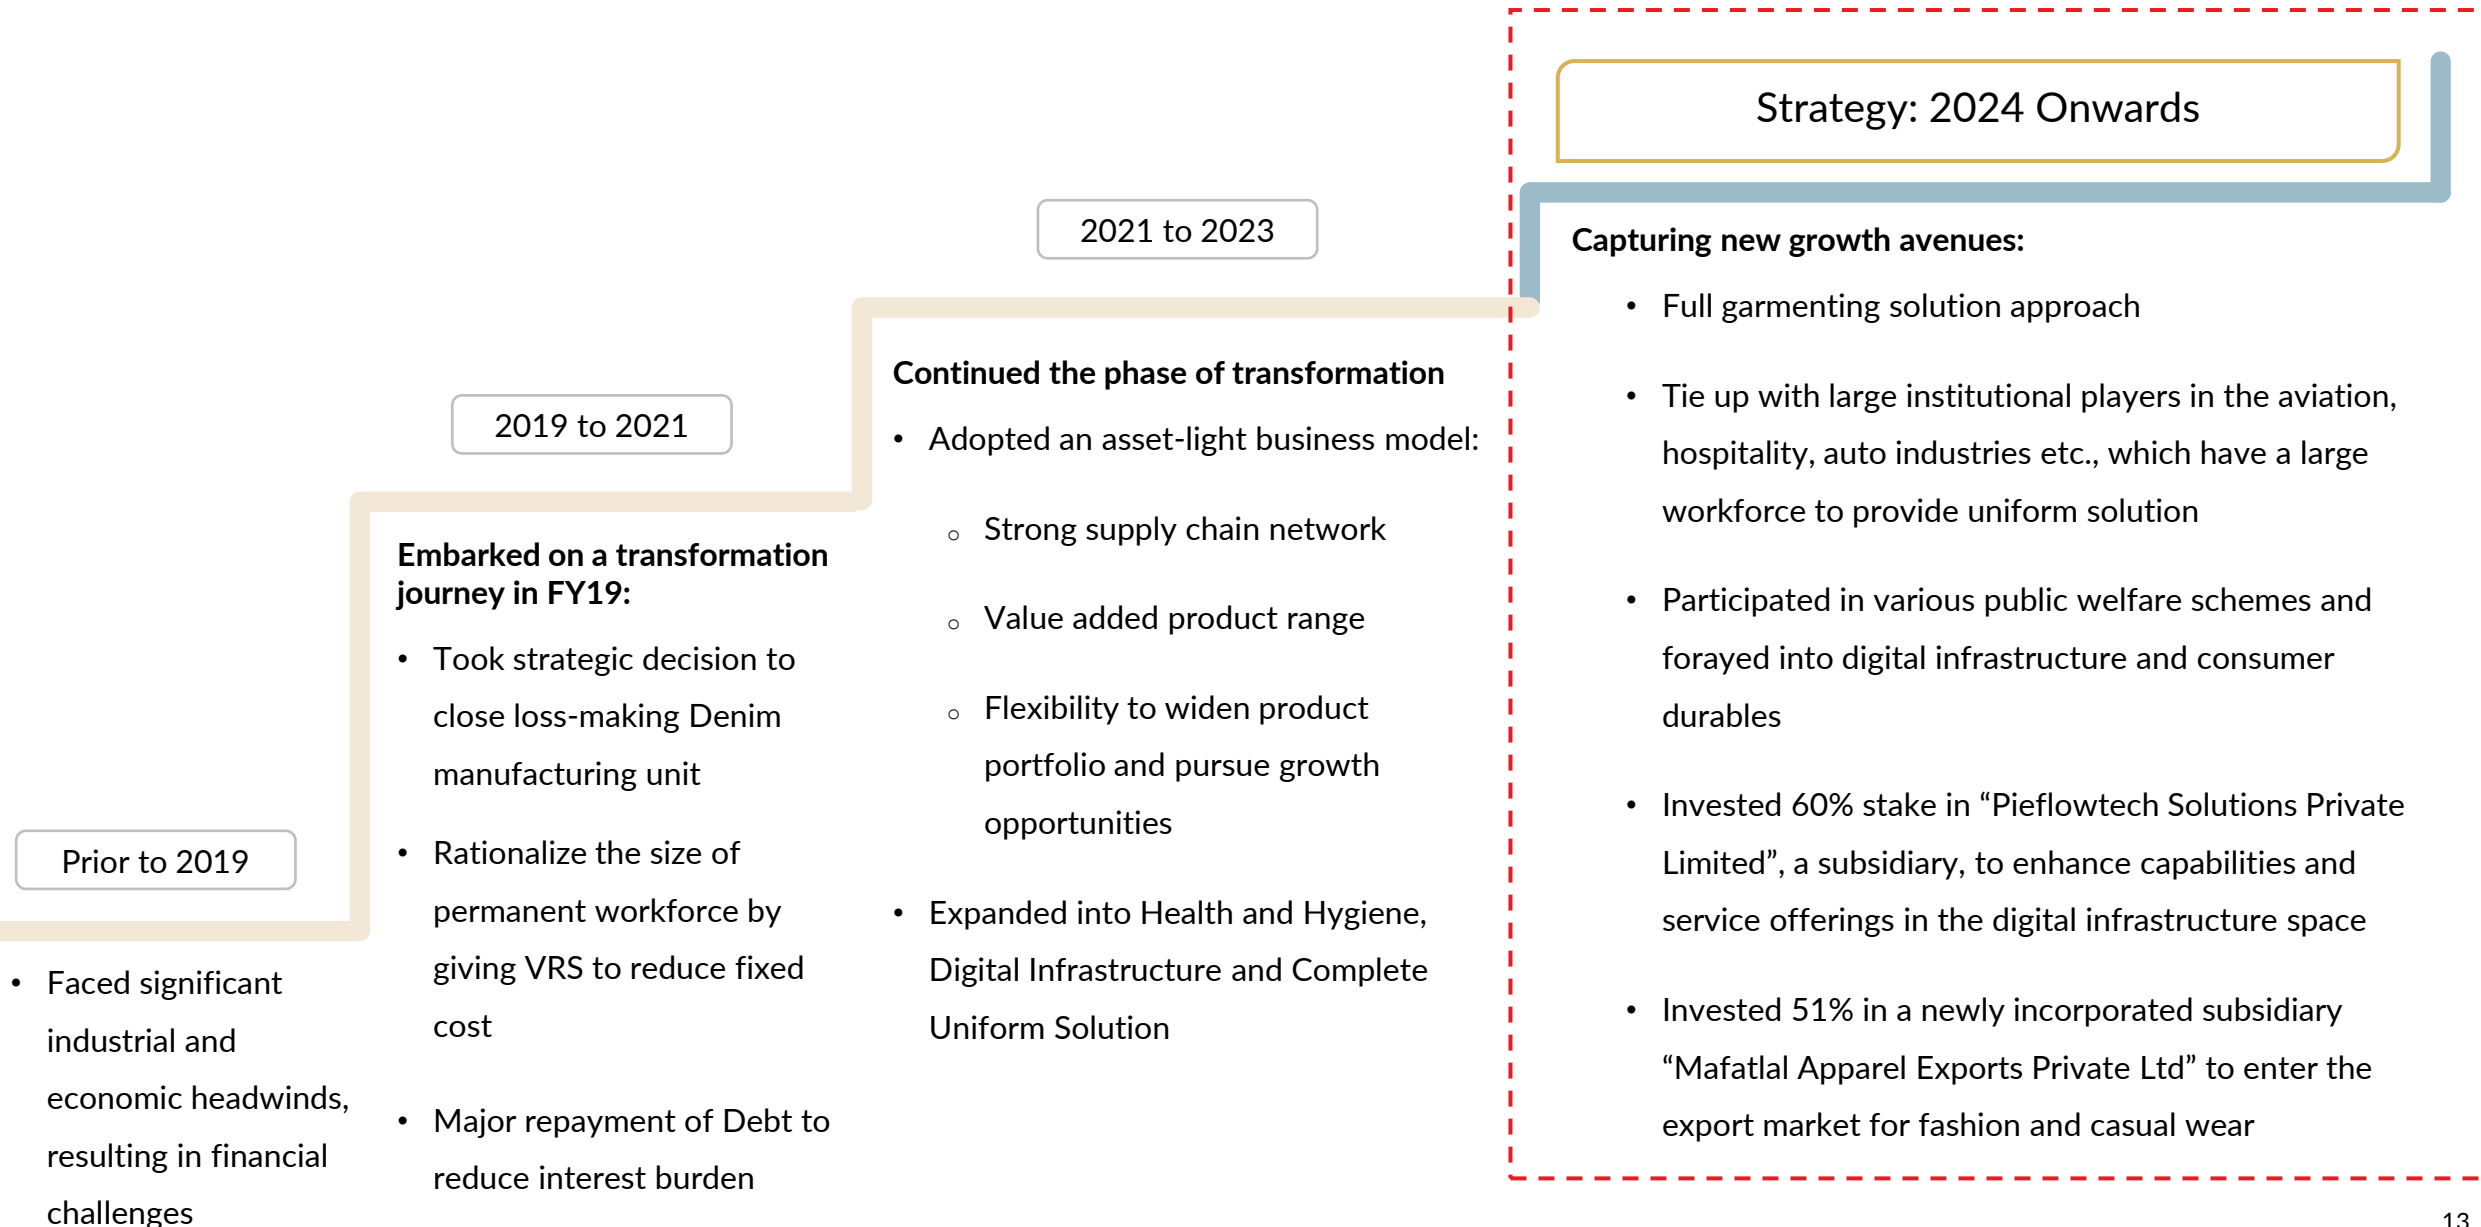 Prior to 2019
• Faced significant
industrial and
economic headwinds,
resulting in financial
challenges
2019 to 2021
Embarked on a transformation
journey in FY19:
• Took strategic decision to
close loss-making Denim
manufacturing unit
• Rationalize the size of
permanent workforce by
giving VRS to reduce fixed
cost
• Major repayment of Debt to
reduce interest burden
2021 to 2023
Continued the phase of transformation
• Adopted an asset-light business model:
○ Strong supply chain network
○ Value added product range
○ Flexibility to widen product
portfolio and pursue growth
opportunities
• Expanded into Health and Hygiene,
Digital Infrastructure and Complete
Uniform Solution
Strategy: 2024 Onwards
Capturing new growth avenues:
• Full garmenting solution approach
• Tie up with large institutional players in the aviation,
hospitality, auto industries etc., which have a large
workforce to provide uniform solution
• Participated in various public welfare schemes and
forayed into digital infrastructure and consumer
durables
• Invested 60% stake in “Pieflowtech Solutions Private
Limited”, a subsidiary, to enhance capabilities and
service offerings in the digital infrastructure space
• Invested 51% in a newly incorporated subsidiary
“Mafatlal Apparel Exports Private Ltd” to enter the
export market for fashion and casual wear
13